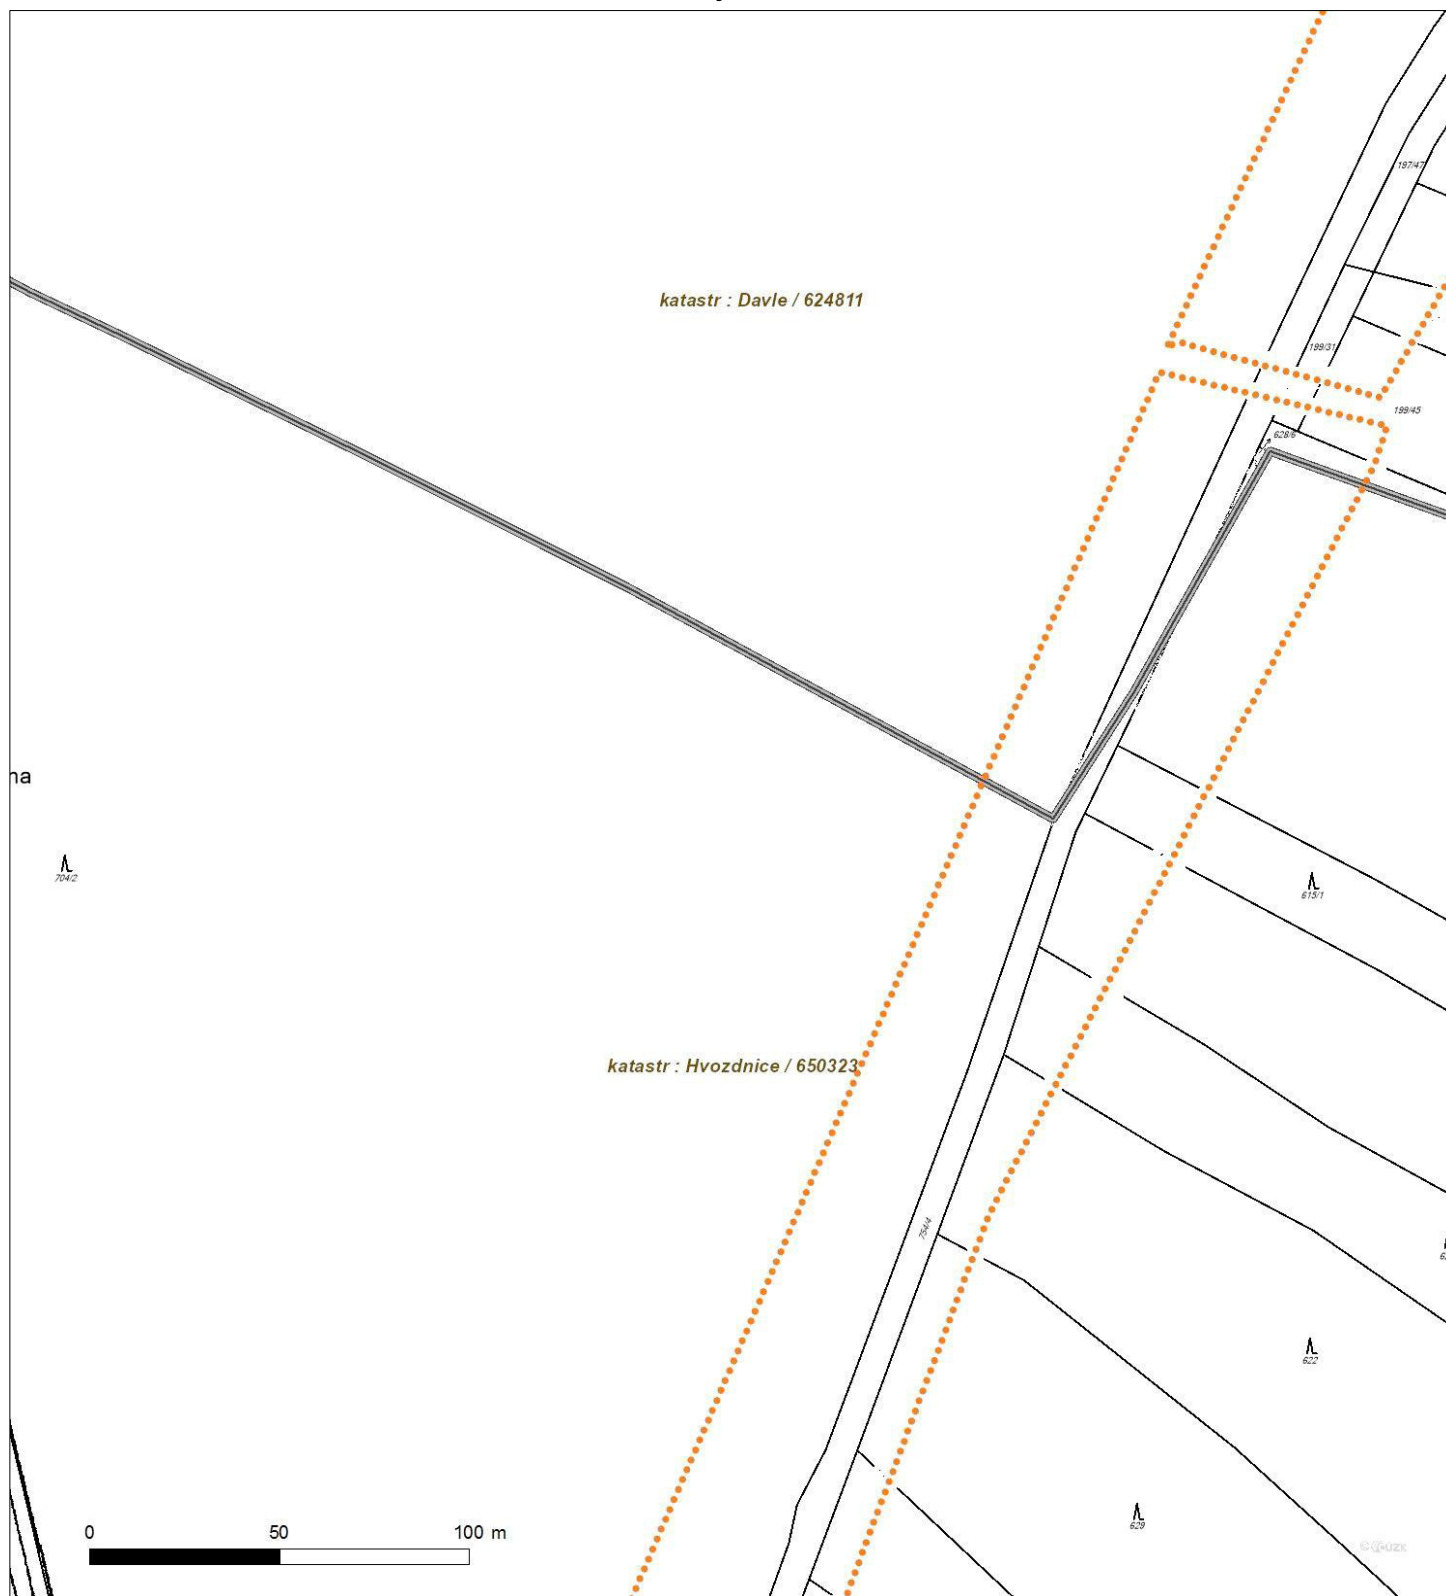 197/47
katastr : Davle / 624811
199/31
199/45
628/6
na
704/2
615/1
katastr : Hvozdnice / 650323
754/4
622
629
0 50 100 m